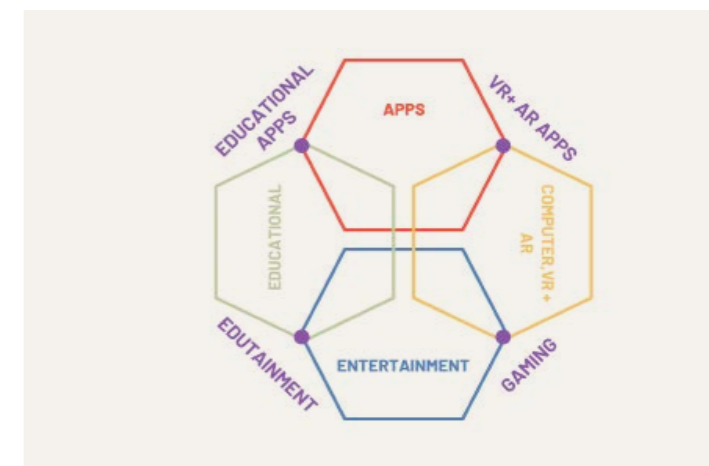 EDUCATIONAL
APPS
APPS
VR+ AR APPS
EDUCATIONAL
COMPUTER, VR +
AR
EDUTAINMENT
ENTERTAINMENT
GAMING